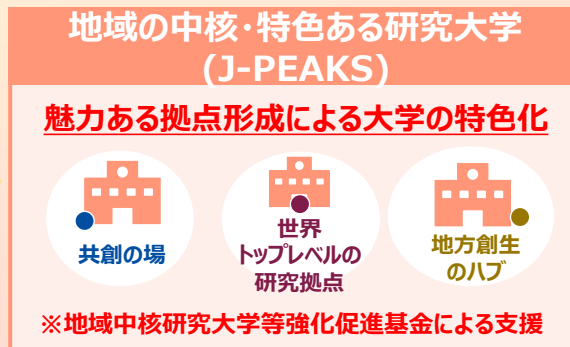 地域の中核・特色ある研究大学
(J-PEAKS)
魅力ある拠点形成による大学の特色化
共創の場
世界
トップレベルの
研究拠点
地方創生
のハブ
※地域中核研究大学等強化促進基金による支援